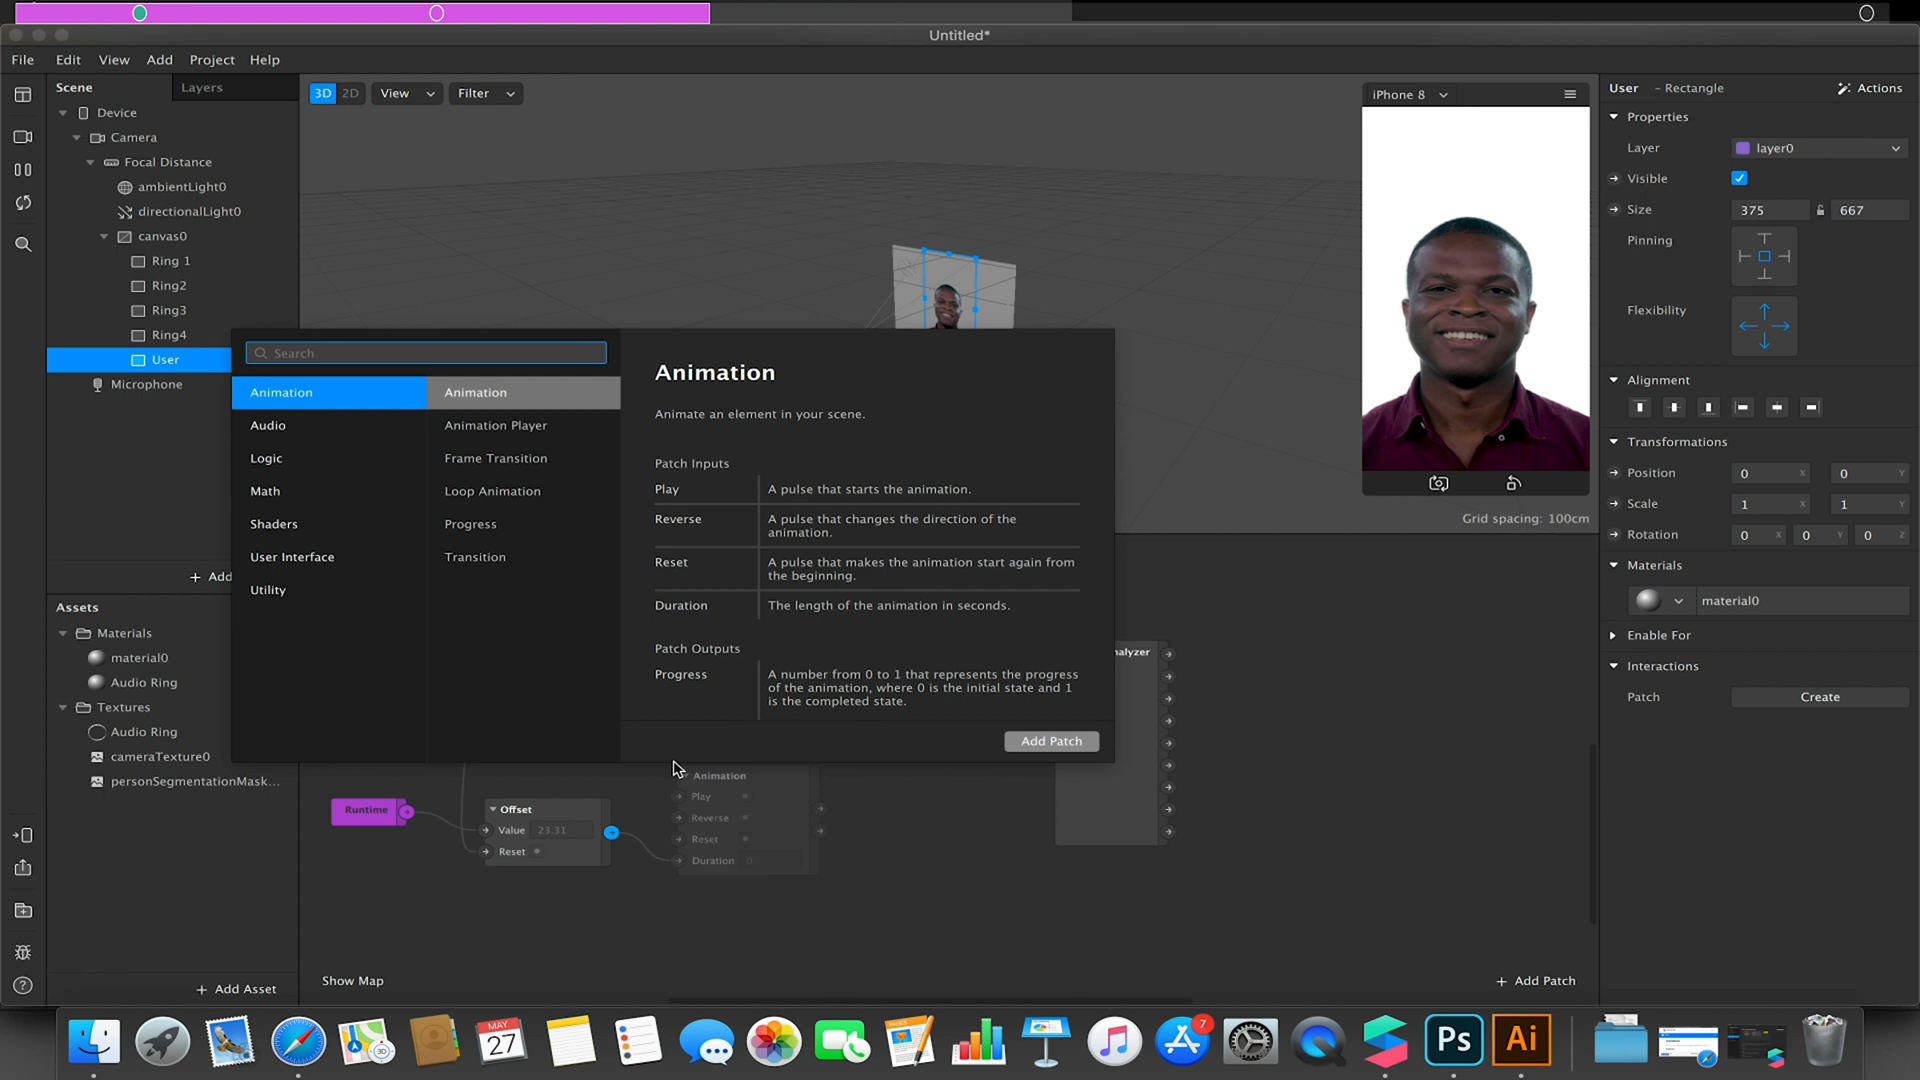 Untitled*
File Edit View Add Project Help
Scene Layers
3D 2D View Filter
iPhone 8
User - Rectangle Actions
Device
Camera
Focal Distance
ambientLight0
directionalLight0
canvas0
Ring 1
Ring2
Ring3
Ring4
User
Microphone
+ Add
Assets
Materials
material0
Audio Ring
Textures
Audio Ring
cameraTexture0
personSegmentationMask...
+ Add Asset
Search
Animation
Audio
Logic
Math
Shaders
User Interface
Utility
Animation
Animation Player
Frame Transition
Loop Animation
Progress
Transition
Animation
Animate an element in your scene.
Patch Inputs
Play A pulse that starts the animation.
Reverse A pulse that changes the direction of the
animation.
Reset A pulse that makes the animation start again from
the beginning.
Duration The length of the animation in seconds.
Patch Outputs
Progress A number from 0 to 1 that represents the progress
of the animation, where 0 is the initial state and 1
is the completed state.
Add Patch
Grid spacing: 100cm
alyzer
Runtime
Offset
Value 23.31
Reset
Animation
Play
Reverse
Reset
Duration 0
Show Map
+ Add Patch
Properties
Layer layer0
Visible
Size 375 667
Pinning
Flexibility
Alignment
Transformations
Position 0 X 0 Y
Scale 1 X 1 Y
Rotation 0 X 0 Y 0 Z
Materials
material0
Enable For
Interactions
Patch Create
MAY
27
3D
PAGES
7
Ps
Ai